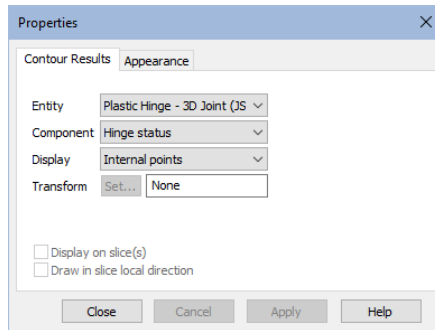 Properties
Contour Results Appearance
Entity Plastic Hinge - 3D Joint (JS
Component Hinge status
Display Internal points
Transform Set... None
Display on slice(s)
Draw in slice local direction
Close Cancel Apply Help